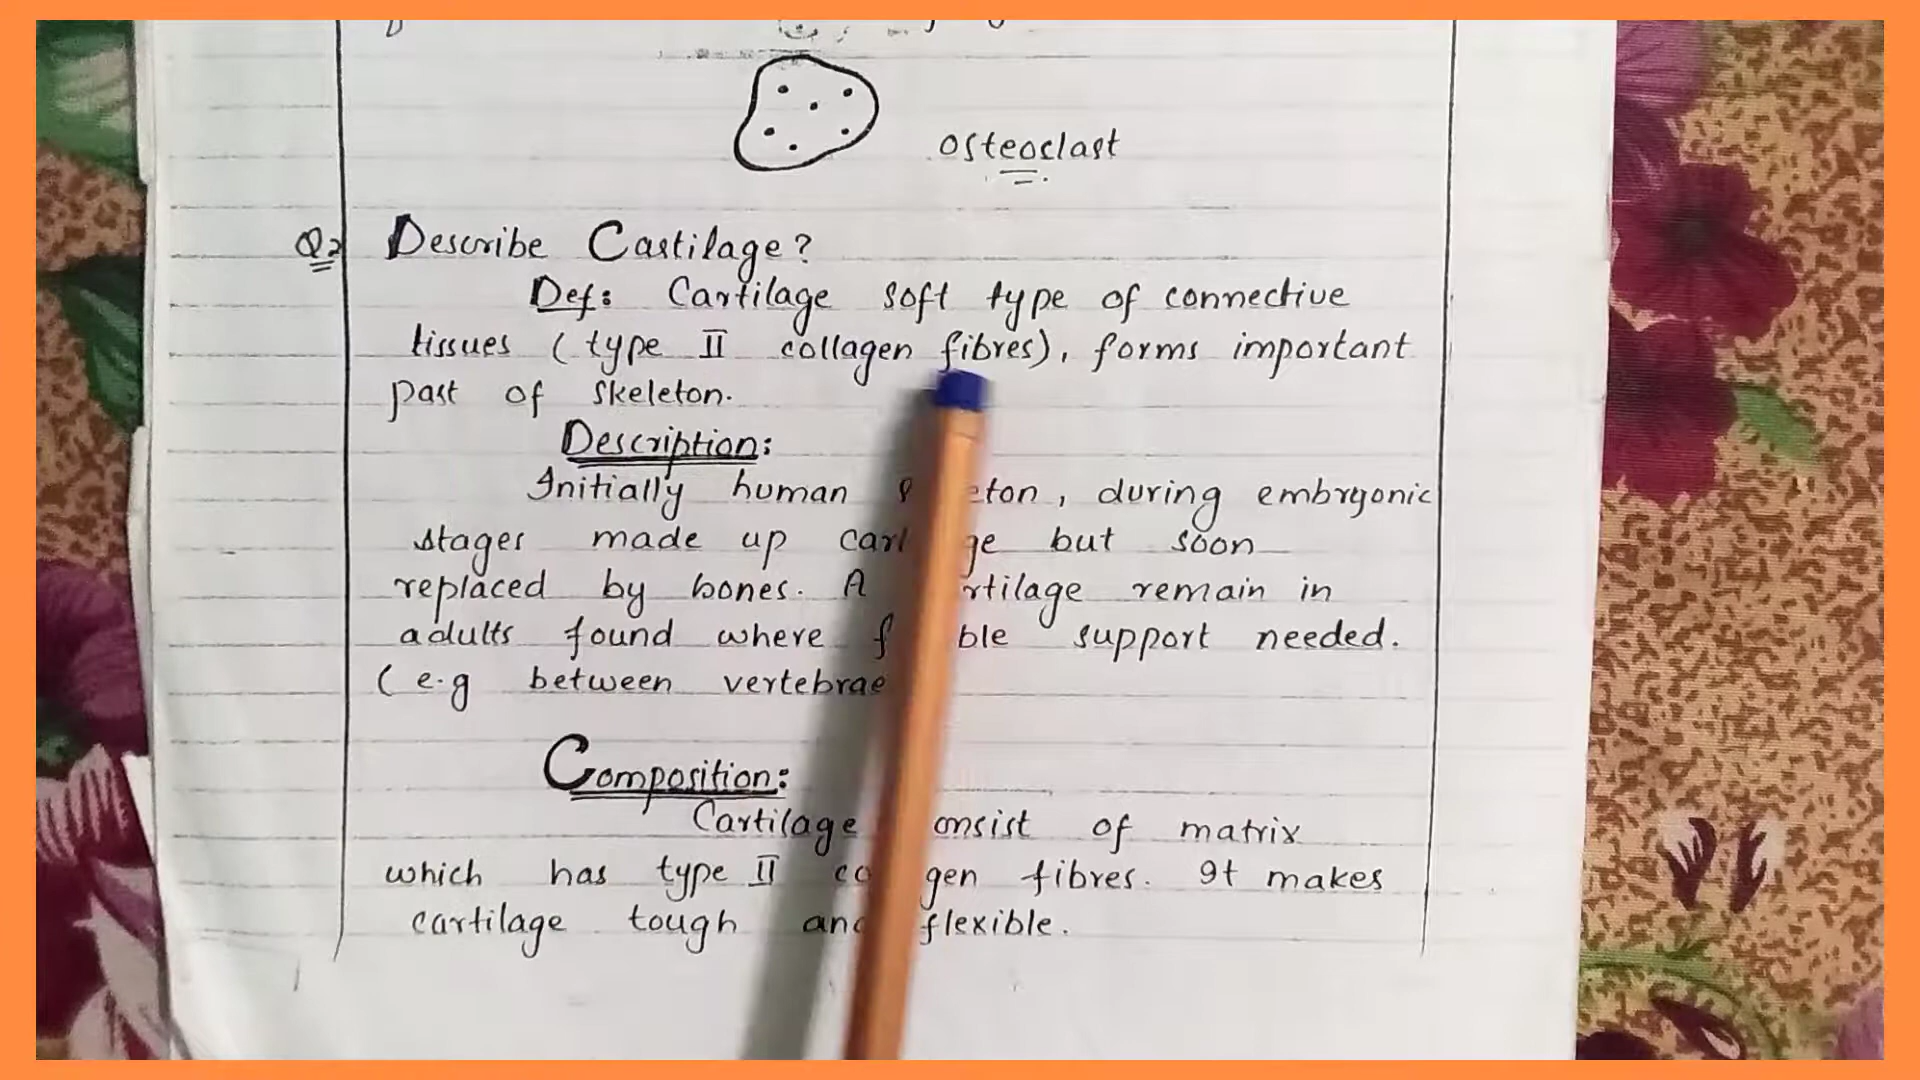 Osteoclast
Q2 Describe Cartilage?
Def: Cartilage soft type of connective
tissues (type II collagen fibres), forms important
part of skeleton.
Description:
Initially human eton, during embryonic
stages made up car ge but soon
replaced by bones. A rtilage remain in
adults found where f ble support needed.
(e.g between vertebrae
Composition:
Cartilage onsist of matrix
which has type II co gen fibres. It makes
cartilage tough and flexible.